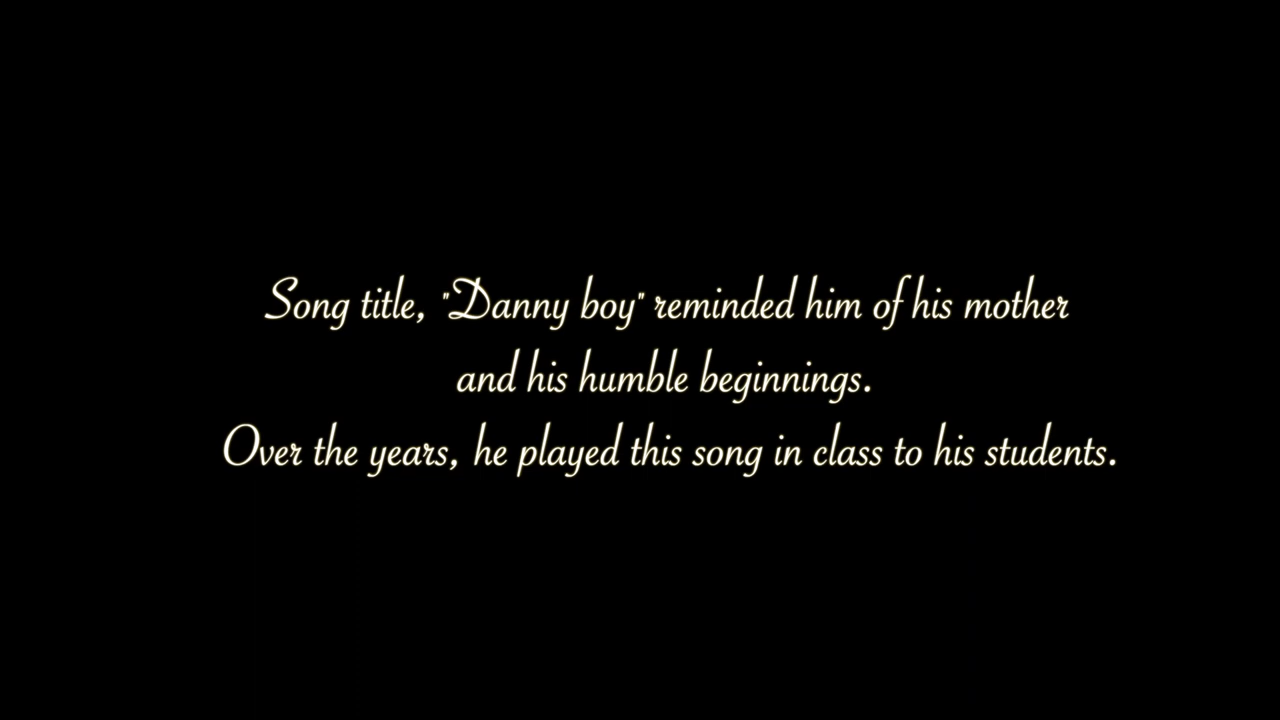 Song title, "Danny boy" reminded him of his mother
and his humble beginnings.
Over the years, he played this song in class to his students.